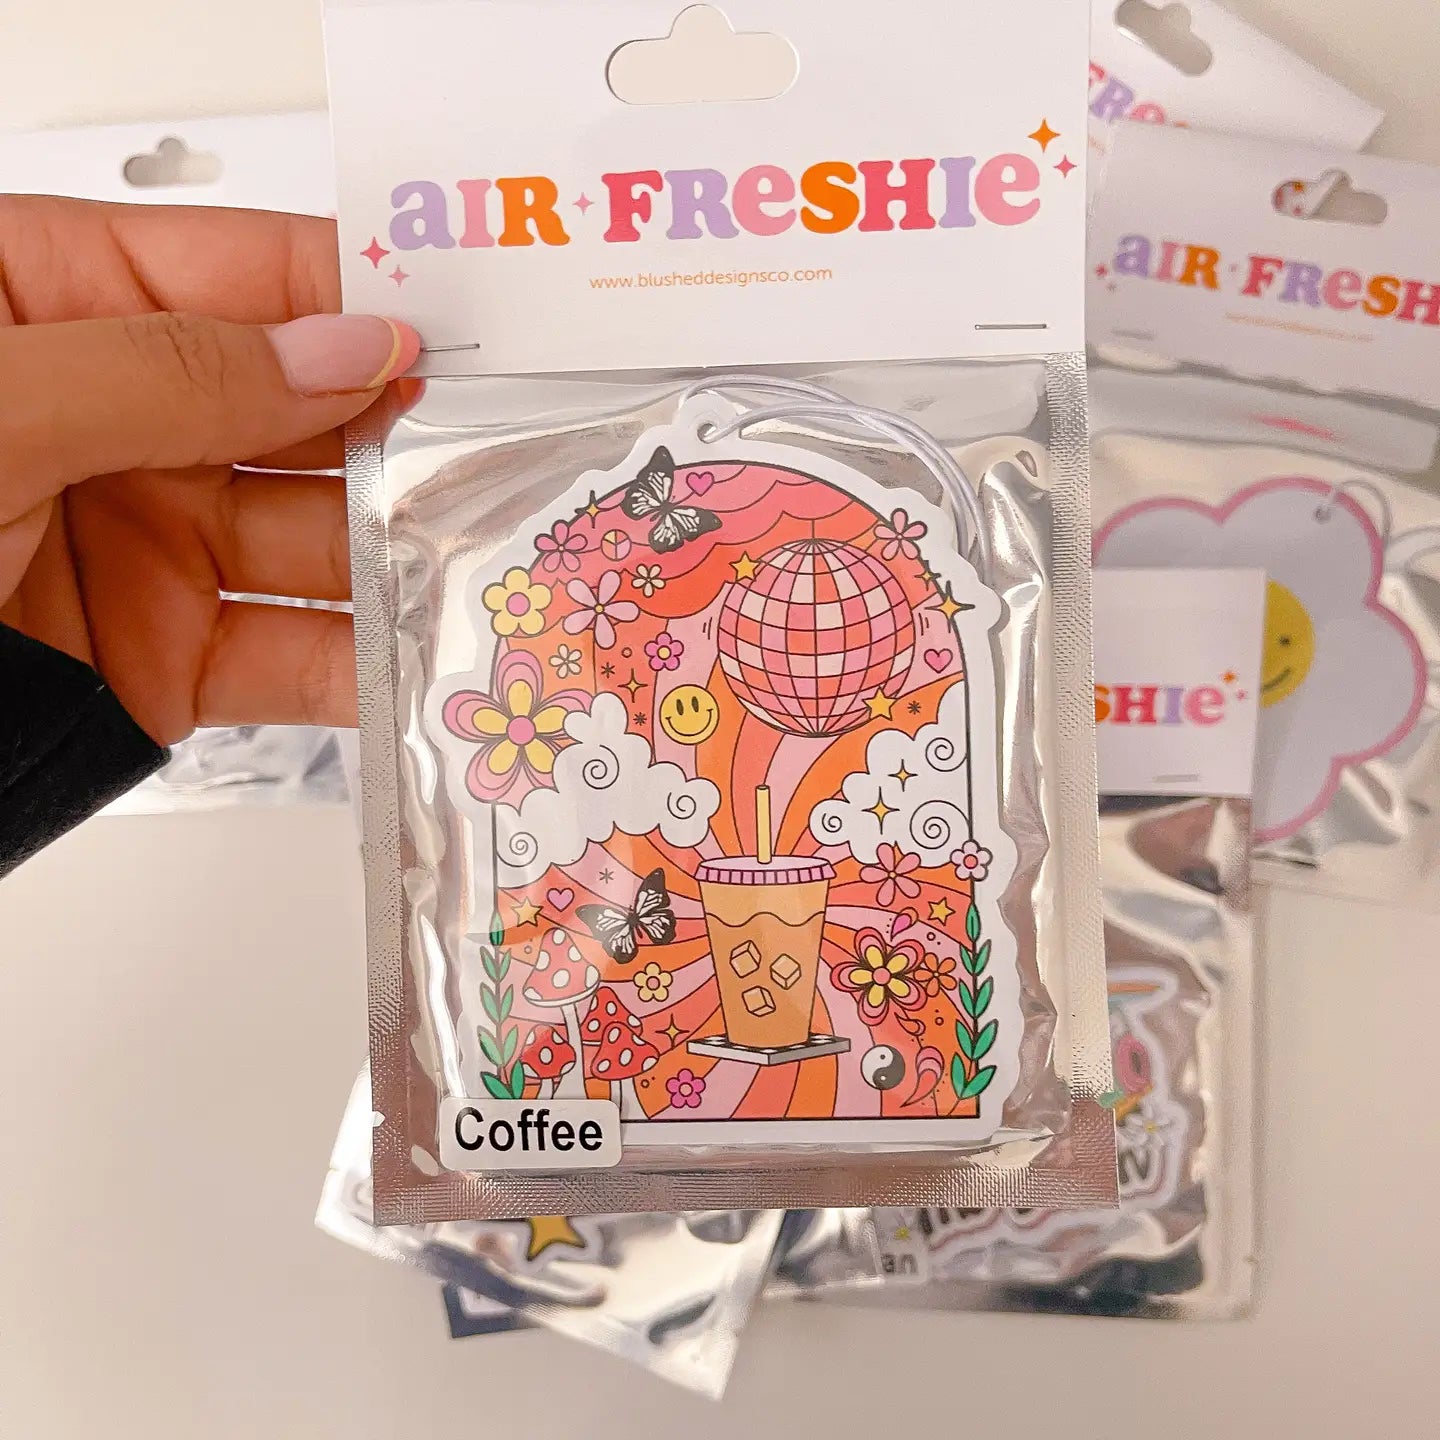 AIR FRESHIE
www.blusheddesignsco.com
Coffee
AIR FRESH
SHIE